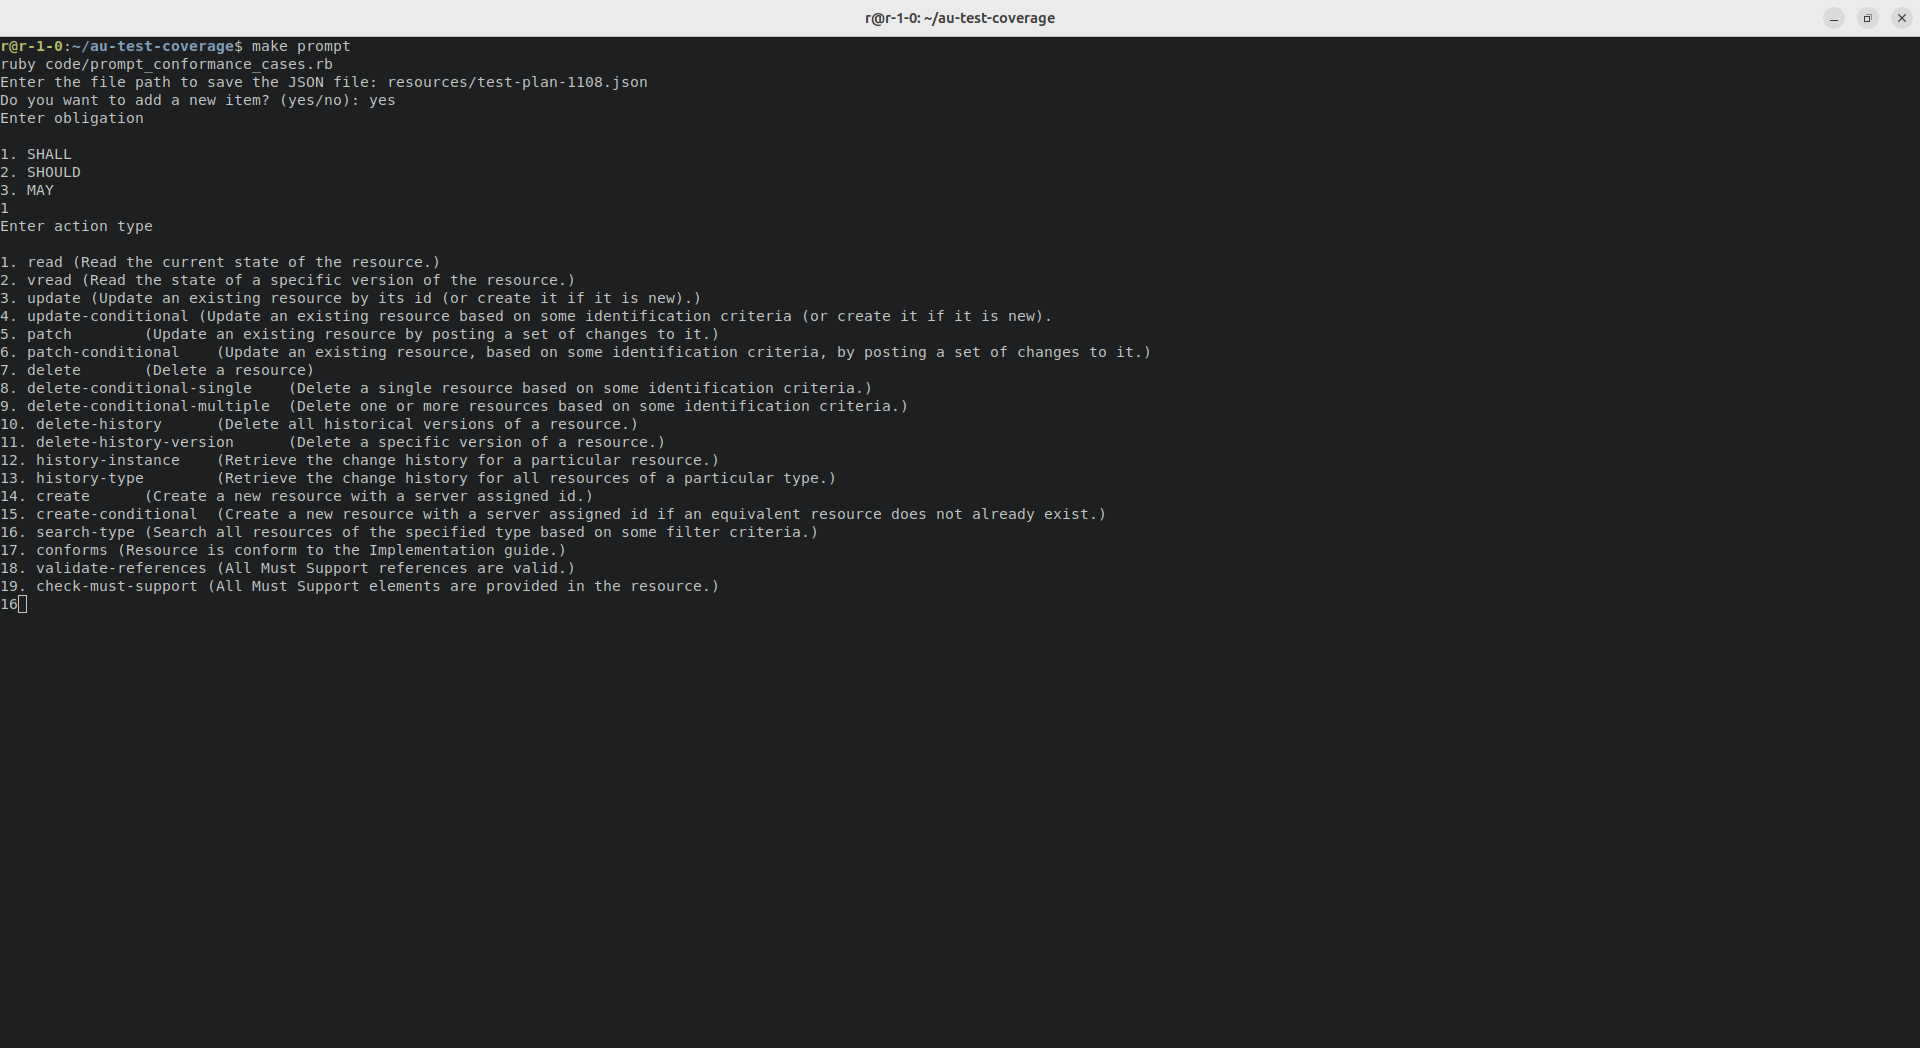 r@r-1-0: ~/au-test-coverage
r@r-1-0:~/au-test-coverage$ make prompt
ruby code/prompt_conformance_cases.rb
Enter the file path to save the JSON file: resources/test-plan-1108.json
Do you want to add a new item? (yes/no): yes
Enter obligation
1. SHALL
2. SHOULD
3. MAY
1
Enter action type
1. read (Read the current state of the resource.)
2. vread (Read the state of a specific version of the resource.)
3. update (Update an existing resource by its id (or create it if it is new).)
4. update-conditional (Update an existing resource based on some identification criteria (or create it if it is new).
5. patch        (Update an existing resource by posting a set of changes to it.)
6. patch-conditional    (Update an existing resource, based on some identification criteria, by posting a set of changes to it.)
7. delete       (Delete a resource)
8. delete-conditional-single    (Delete a single resource based on some identification criteria.)
9. delete-conditional-multiple  (Delete one or more resources based on some identification criteria.)
10. delete-history      (Delete all historical versions of a resource.)
11. delete-history-version      (Delete a specific version of a resource.)
12. history-instance    (Retrieve the change history for a particular resource.)
13. history-type        (Retrieve the change history for all resources of a particular type.)
14. create      (Create a new resource with a server assigned id.)
15. create-conditional  (Create a new resource with a server assigned id if an equivalent resource does not already exist.)
16. search-type (Search all resources of the specified type based on some filter criteria.)
17. conforms (Resource is conform to the Implementation guide.)
18. validate-references (All Must Support references are valid.)
19. check-must-support (All Must Support elements are provided in the resource.)
16